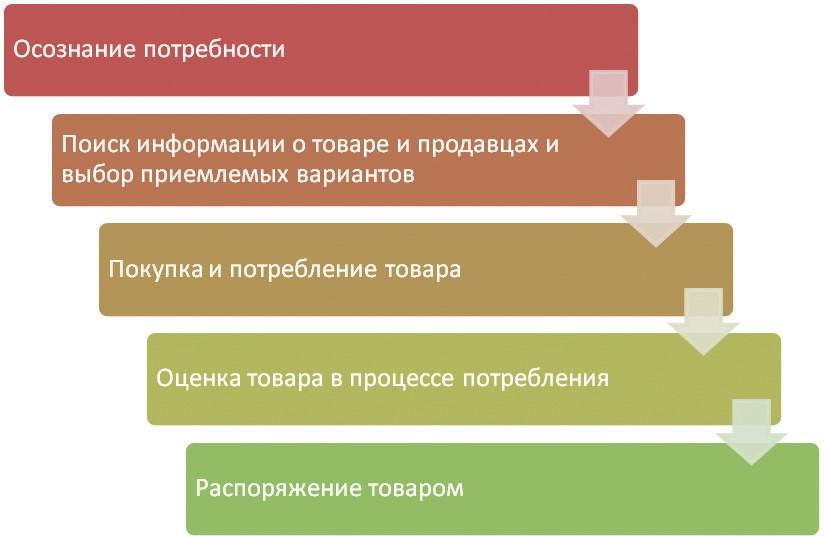 Осознание потребности
Поиск информации о товаре и продавцах и
выбор приемлемых вариантов
Покупка и потребление товара
Оценка товара в процессе потребления
Распоряжение товаром